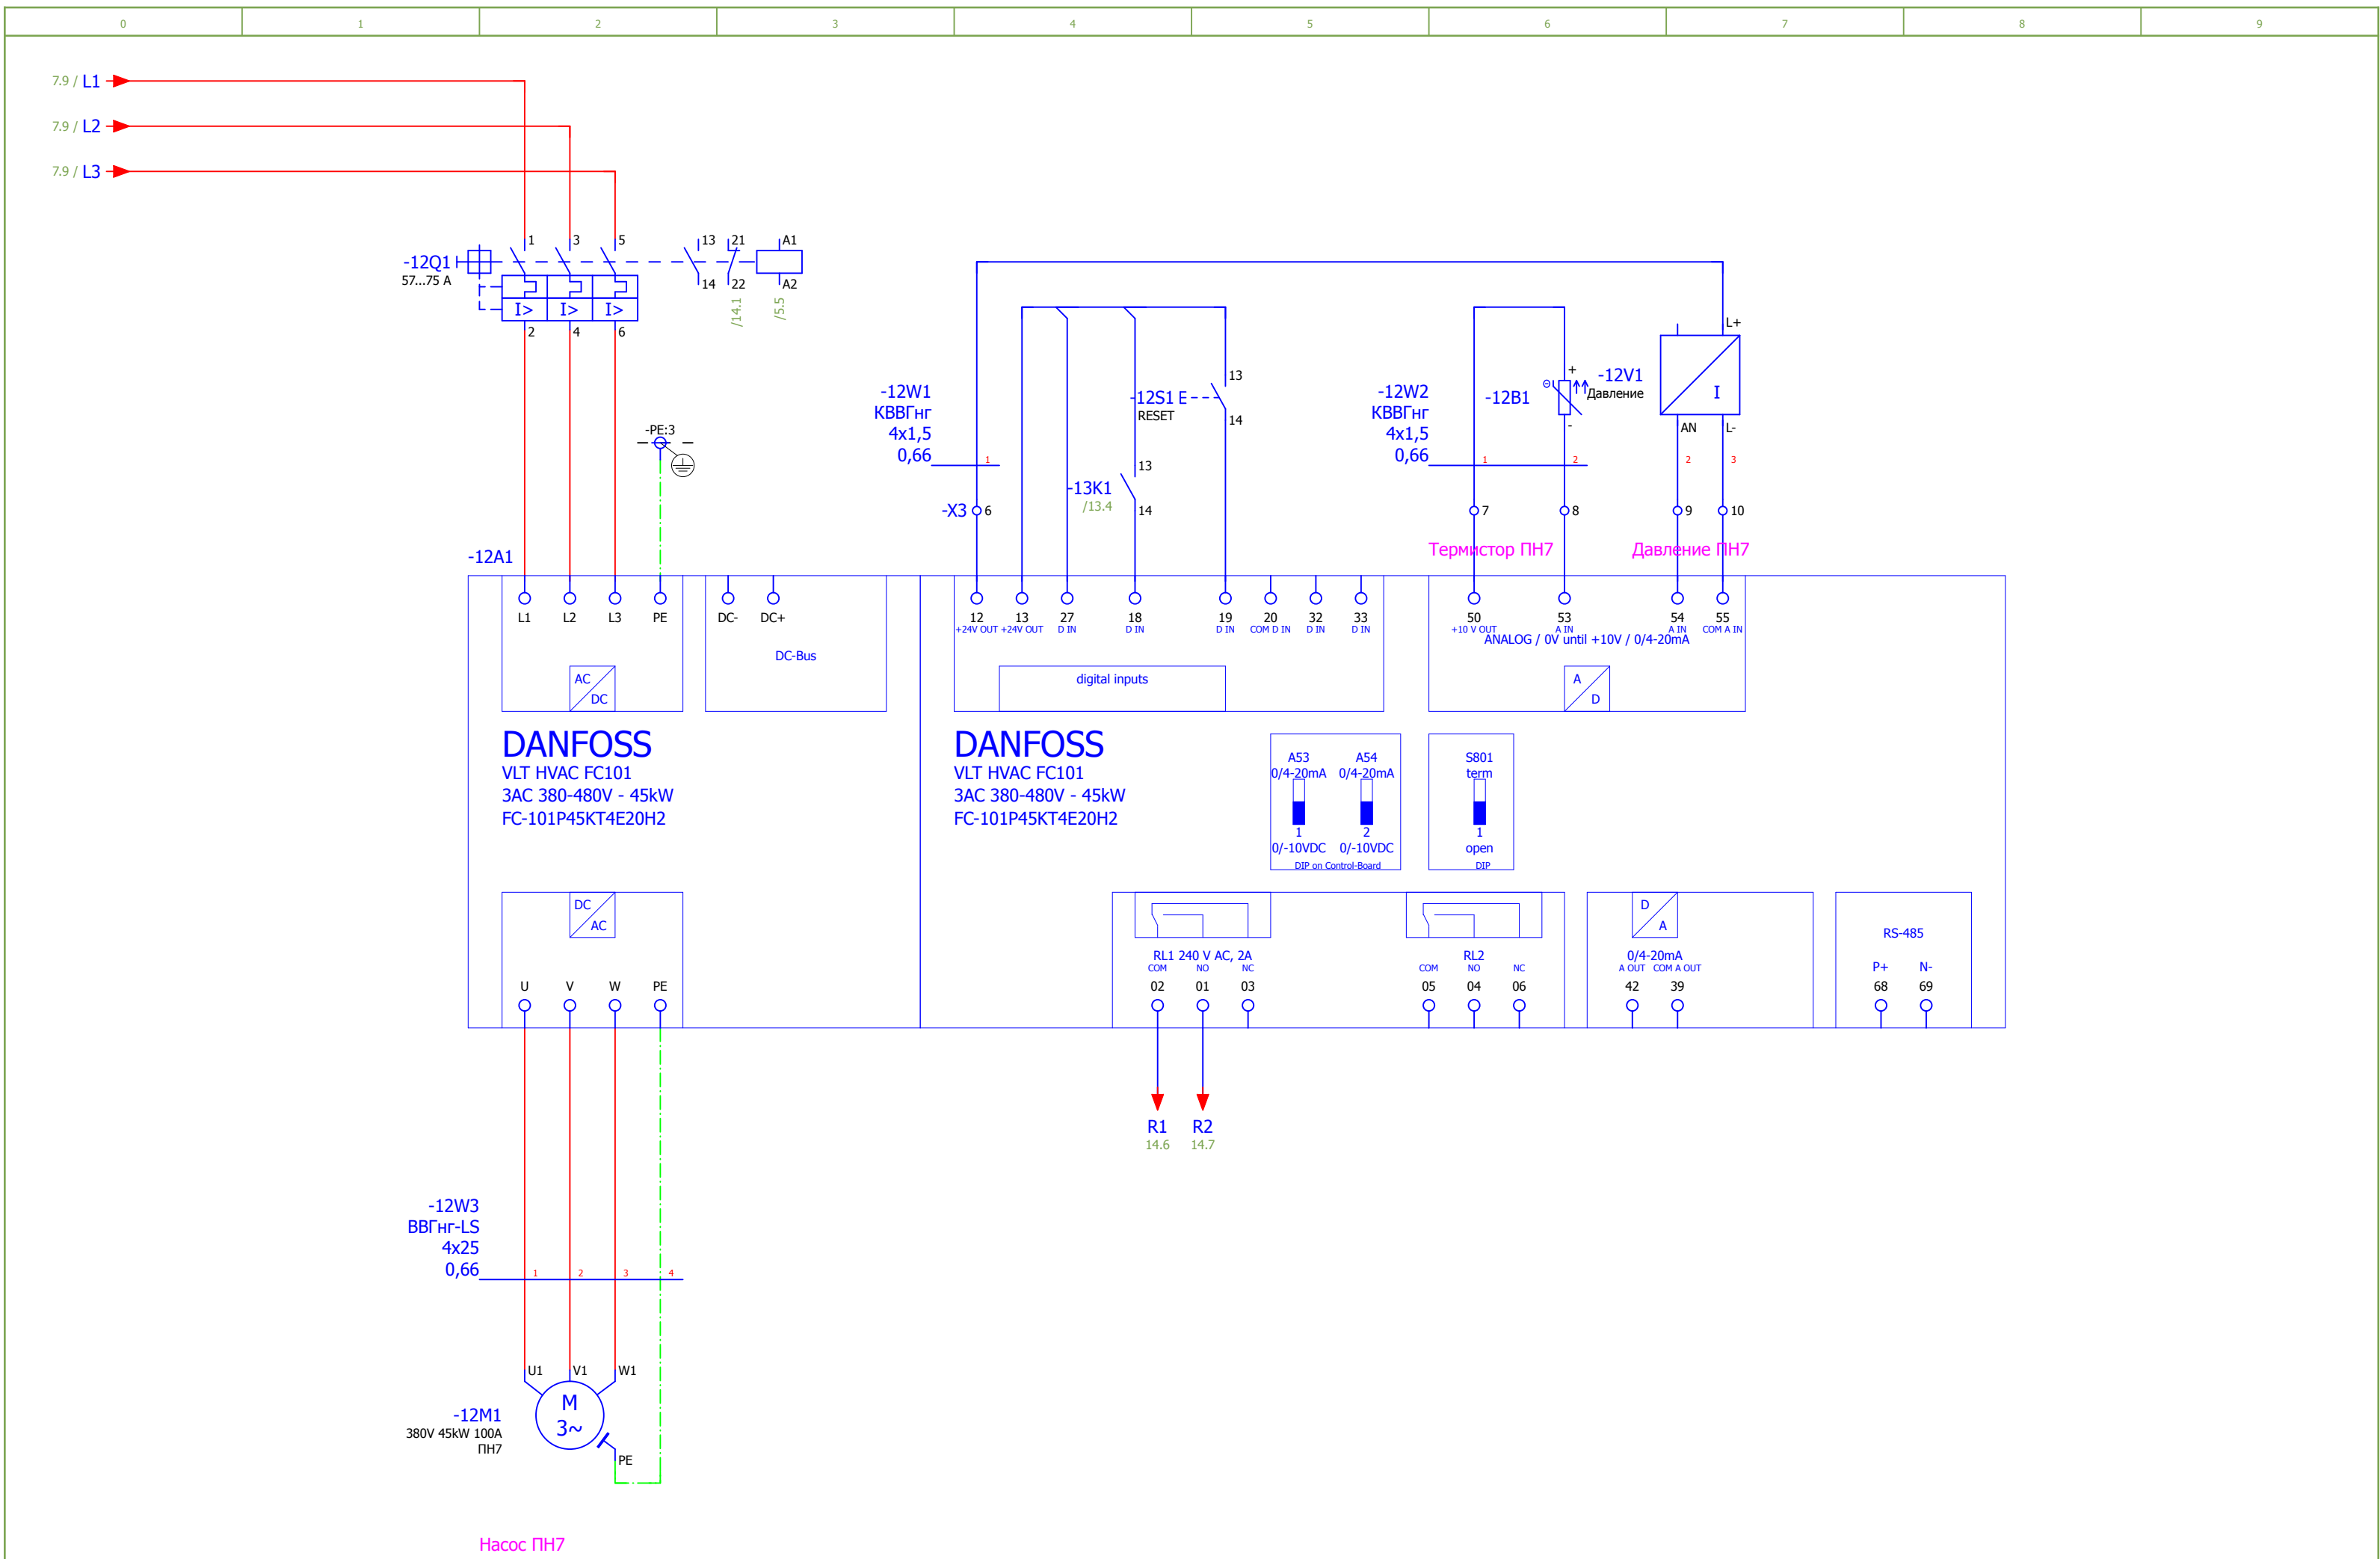 0 1 2 3 4 5 6 7 8 9
7.9 / L1
7.9 / L2
7.9 / L3
-12Q1
57...75 A
1 3 5
13 21 A1
14 22 A2
/14.1 /5.5
I> I> I>
2 4 6
-PE:3
-12W1
КВВГнг
4x1,5
0,66
1
-X3 6
-13K1
/13.4
13
14
-12S1 E
RESET
13
14
-12W2
КВВГнг
4x1,5
0,66
1 2
-12B1
Θ
+
-
-12V1
Давление
L+
I
AN L-
2 3
7 8 9 10
Термистор ПН7
Давление ПН7
-12A1
L1 L2 L3 PE
DC- DC+
DC-Bus
AC
DC
12 13 27 18 19 20 32 33
+24V OUT +24V OUT D IN D IN D IN COM D IN D IN D IN
digital inputs
50 53 54 55
+10 V OUT A IN A IN COM A IN
ANALOG / 0V until +10V / 0/4-20mA
A
D
DANFOSS
VLT HVAC FC101
3AC 380-480V - 45kW
FC-101P45KT4E20H2
DANFOSS
VLT HVAC FC101
3AC 380-480V - 45kW
FC-101P45KT4E20H2
A53 A54
0/4-20mA 0/4-20mA
1 2
0/-10VDC 0/-10VDC
DIP on Control-Board
S801
term
1
open
DIP
DC
AC
U V W PE
RL1 240 V AC, 2A
COM NO NC
02 01 03
RL2
COM NO NC
05 04 06
D
A
0/4-20mA
A OUT COM A OUT
42 39
RS-485
P+ N-
68 69
R1 R2
14.6 14.7
-12W3
ВВГнг-LS
4x25
0,66
1 2 3 4
U1 V1 W1
M
3~
-12M1
380V 45kW 100A
ПН7
PE
Насос ПН7